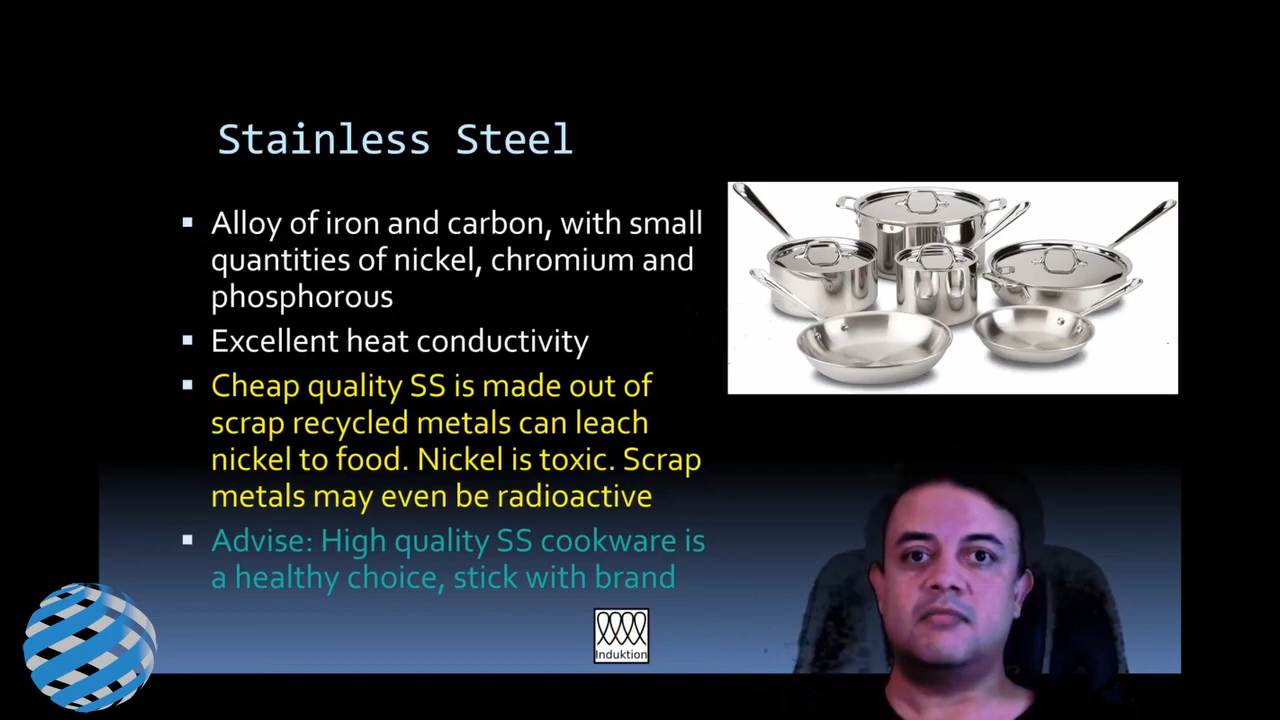 Stainless Steel
Alloy of iron and carbon, with small
quantities of nickel, chromium and
phosphorous
Excellent heat conductivity
Cheap quality SS is made out of
scrap recycled metals can leach
nickel to food. Nickel is toxic. Scrap
metals may even be radioactive
Advise: High quality SS cookware is
a healthy choice, stick with brand
Induktion